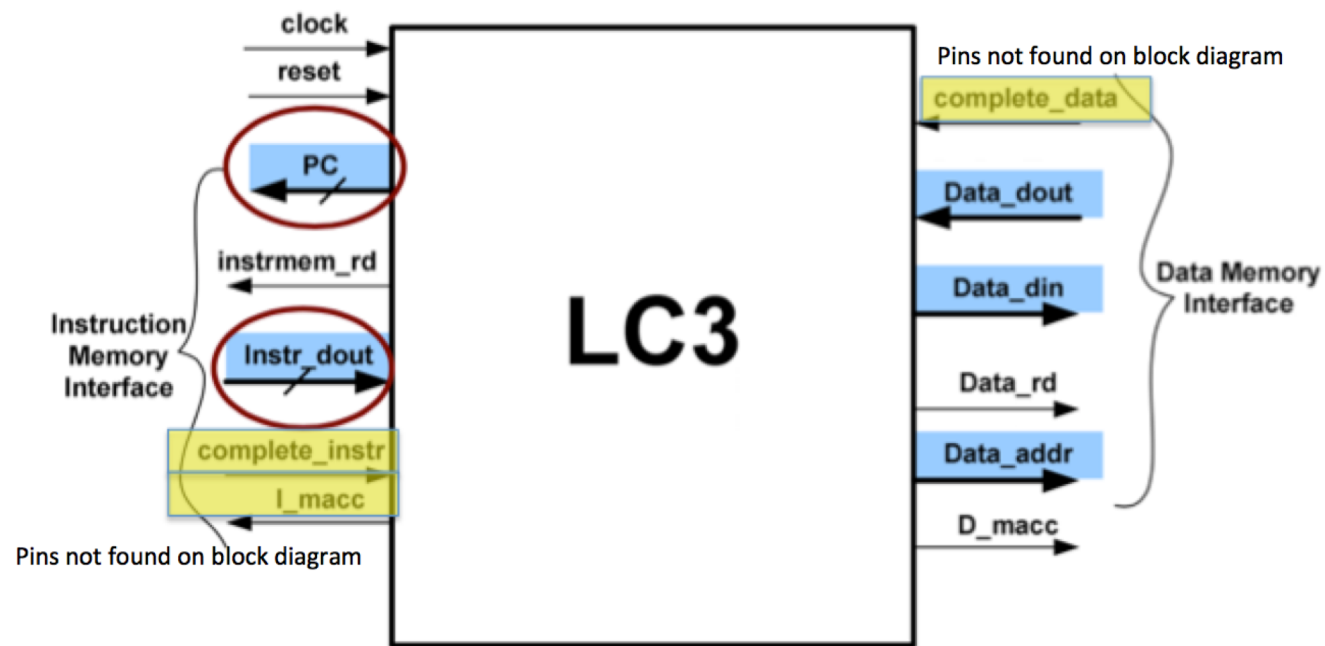 clock
reset
PC
instrmem_rd
Instruction
Memory
Interface
Instr_dout
complete_instr
I_macc
Pins not found on block diagram
LC3
Pins not found on block diagram
complete_data
Data_dout
Data_din
Data Memory
Interface
Data_rd
Data_addr
D_macc